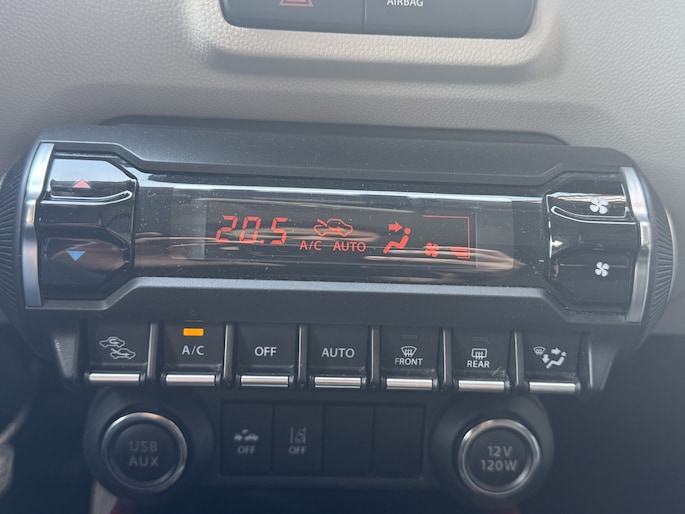 AIRBAG
20.5
A/C AUTO
A/C
OFF
AUTO
FRONT
REAR
USB
AUX
OFF
OFF
12V
120W